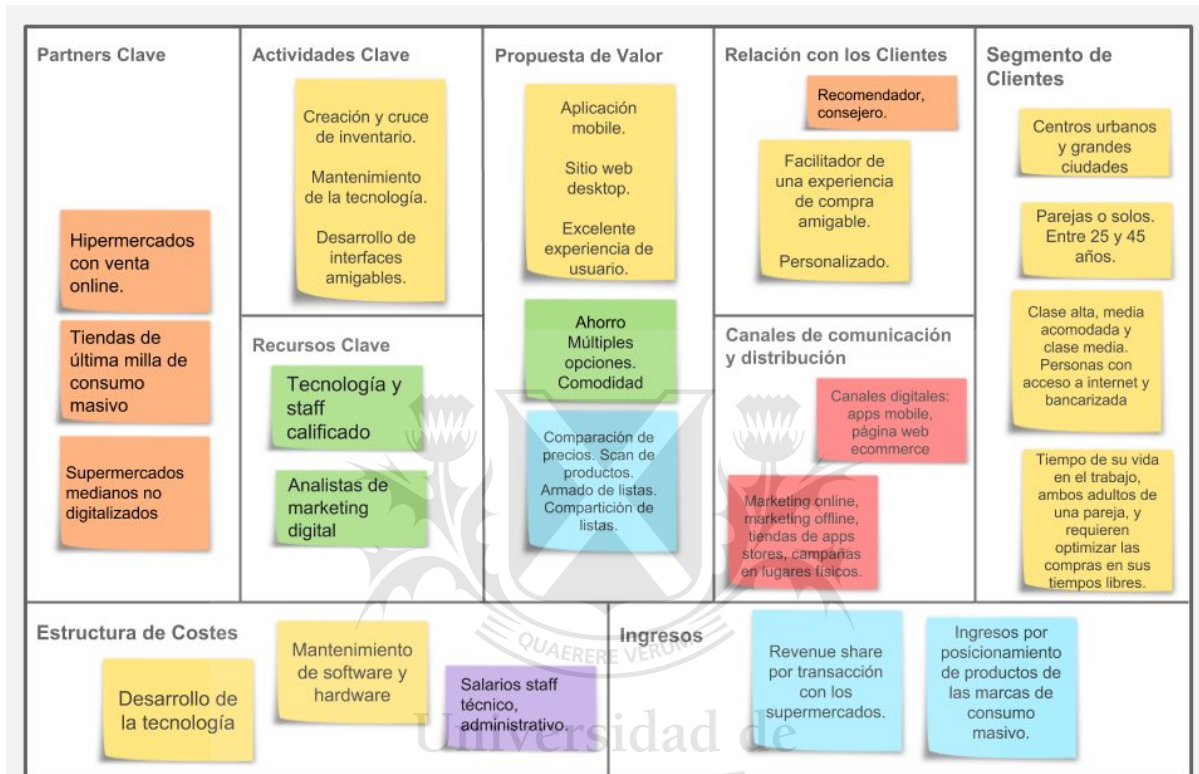 Partners Clave
Hipermercados
con venta
online.
Tiendas de
última milla de
consumo
masivo
Supermercados
medianos no
digitalizados
Actividades Clave
Creación y cruce
de inventario.
Mantenimiento
de la tecnología.
Desarrollo de
interfaces
amigables.
Recursos Clave
Tecnología y
staff
calificado
Analistas de
marketing
digital
Propuesta de Valor
Aplicación
mobile.
Sitio web
desktop.
Excelente
experiencia de
usuario.
Ahorro
Múltiples
opciones.
Comodidad
Comparación de
precios. Scan de
productos.
Armado de listas.
Compartición de
listas.
Relación con los Clientes
Recomendador,
consejero.
Facilitador de
una experiencia
de compra
amigable.
Personalizado.
Canales de comunicación
y distribución
Canales digitales:
apps mobile,
página web
ecommerce
Marketing online,
marketing offline,
tiendas de apps
stores, campañas
en lugares físicos.
Segmento de
Clientes
Centros urbanos
y grandes
ciudades
Parejas o solos.
Entre 25 y 45
años.
Clase alta, media
acomodada y
clase media.
Personas con
acceso a internet y
bancarizada
Tiempo de su vida
en el trabajo,
ambos adultos de
una pareja, y
requieren
optimizar las
compras en sus
tiempos libres.
Estructura de Costes
Desarrollo de
la tecnología
Mantenimiento
de software y
hardware
Salarios staff
técnico,
administrativo.
Ingresos
Revenue share
por transacción
con los
supermercados.
Ingresos por
posicionamiento
de productos de
las marcas de
consumo
masivo.
QUAERERE VERUM
Universidad de